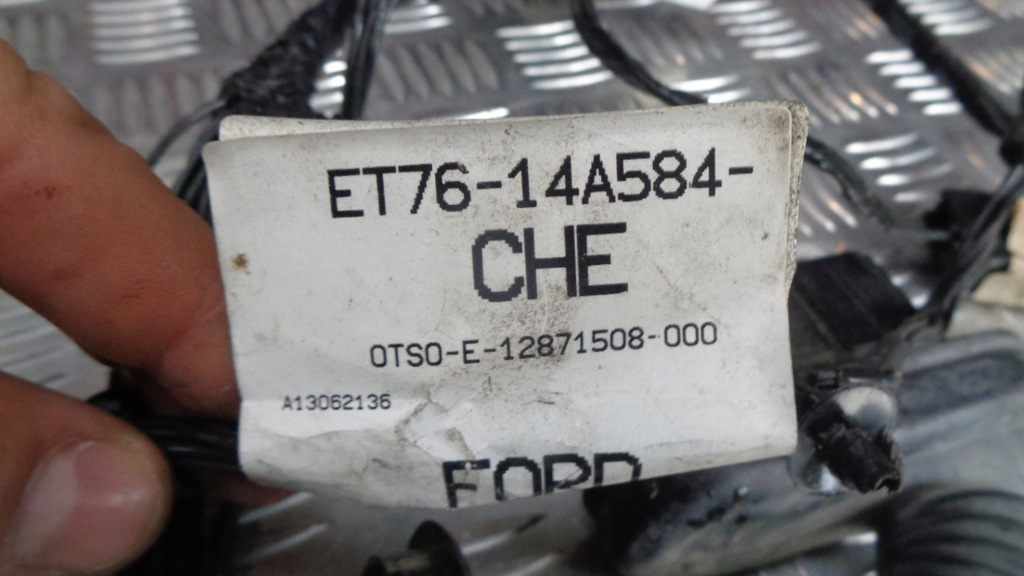 ET76-14A584-
CHE
OTSO-E-12871508-000
A13062136
FORD